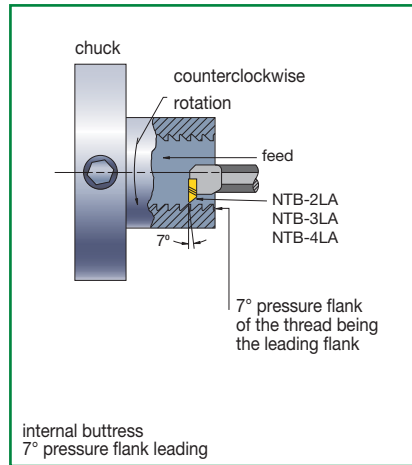 chuck
counterclockwise
rotation
feed
NTB-2LA
NTB-3LA
NTB-4LA
7º
7° pressure flank
of the thread being
the leading flank
internal buttress
7° pressure flank leading